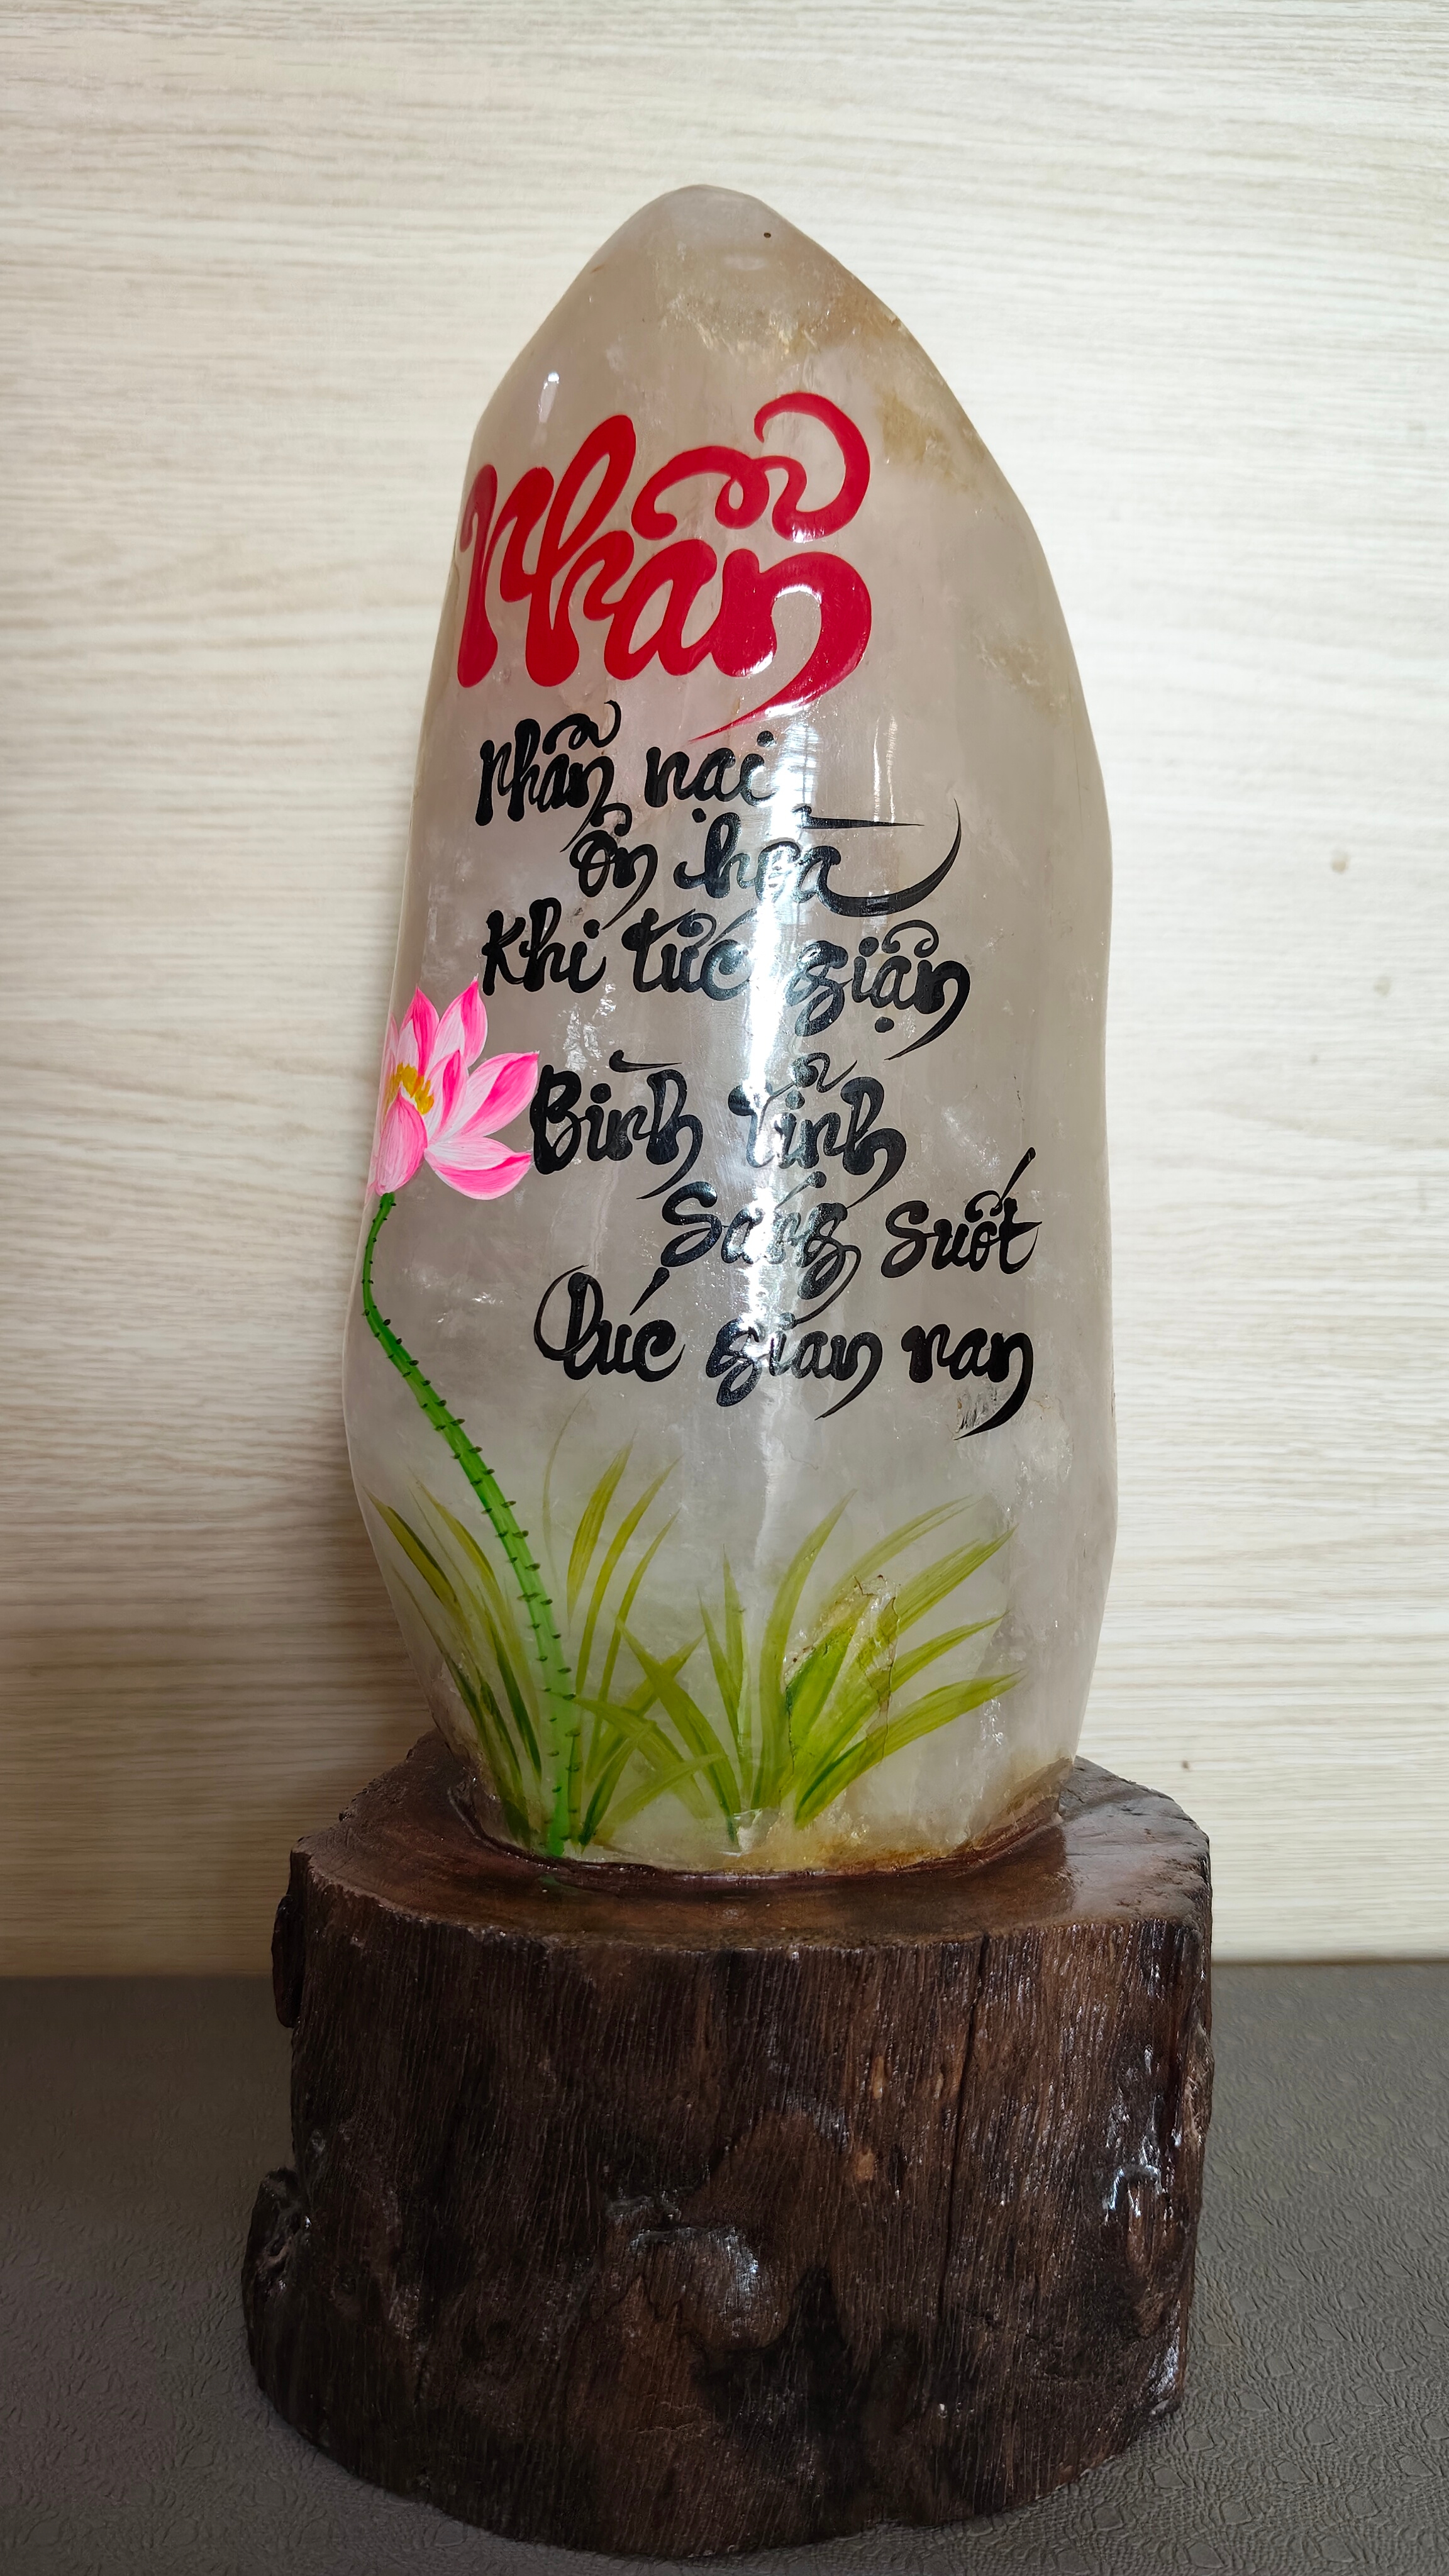 Nhẫn
Nhẫn nại
Ôn hòa
Khi tức giận
Bình tĩnh
Sáng suốt
Lúc gian nan